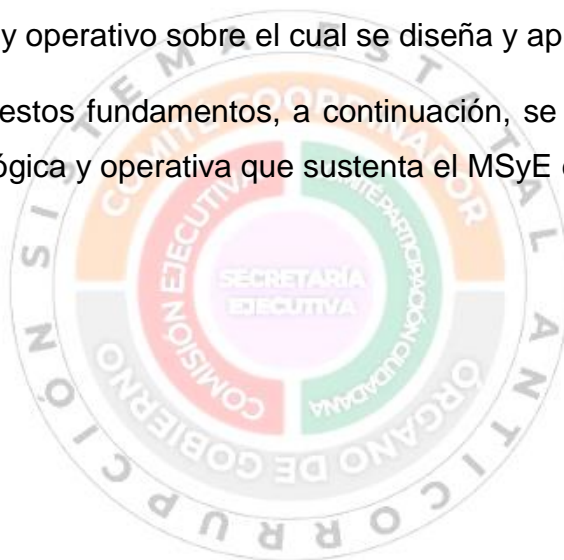 y operativo sobre el cual se diseña y ap
estos fundamentos, a continuación, se
ógica y operativa que sustenta el MSyE
SISTEMA ESTATAL ANTICORRUPCIÓN
COMITÉ COORDINADOR
COMISIÓN EJECUTIVA
COMITÉ PARTICIPACIÓN CIUDADANA
SECRETARÍA
EJECUTIVA
ÓRGANO DE GOBIERNO